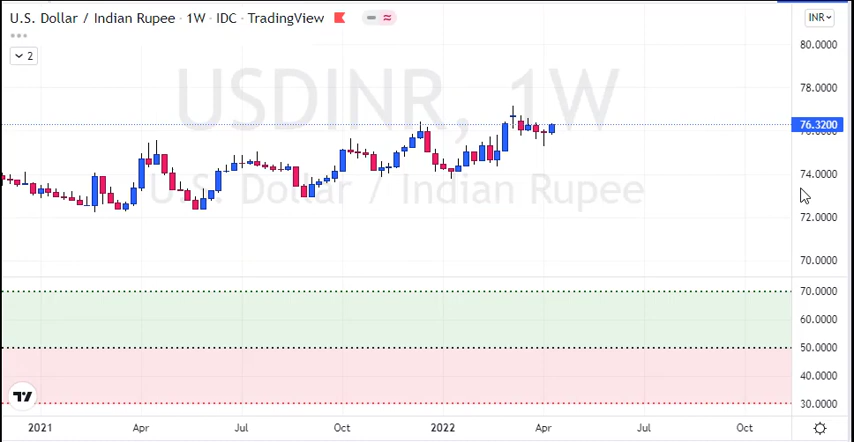 U.S. Dollar / Indian Rupee · 1W · IDC · TradingView
INR
2
USDINR, 1W
U.S. Dollar / Indian Rupee
80.0000
78.0000
76.3200
76.0000
74.0000
72.0000
70.0000
70.0000
60.0000
50.0000
40.0000
30.0000
2021 Apr Jul Oct 2022 Apr Jul Oct